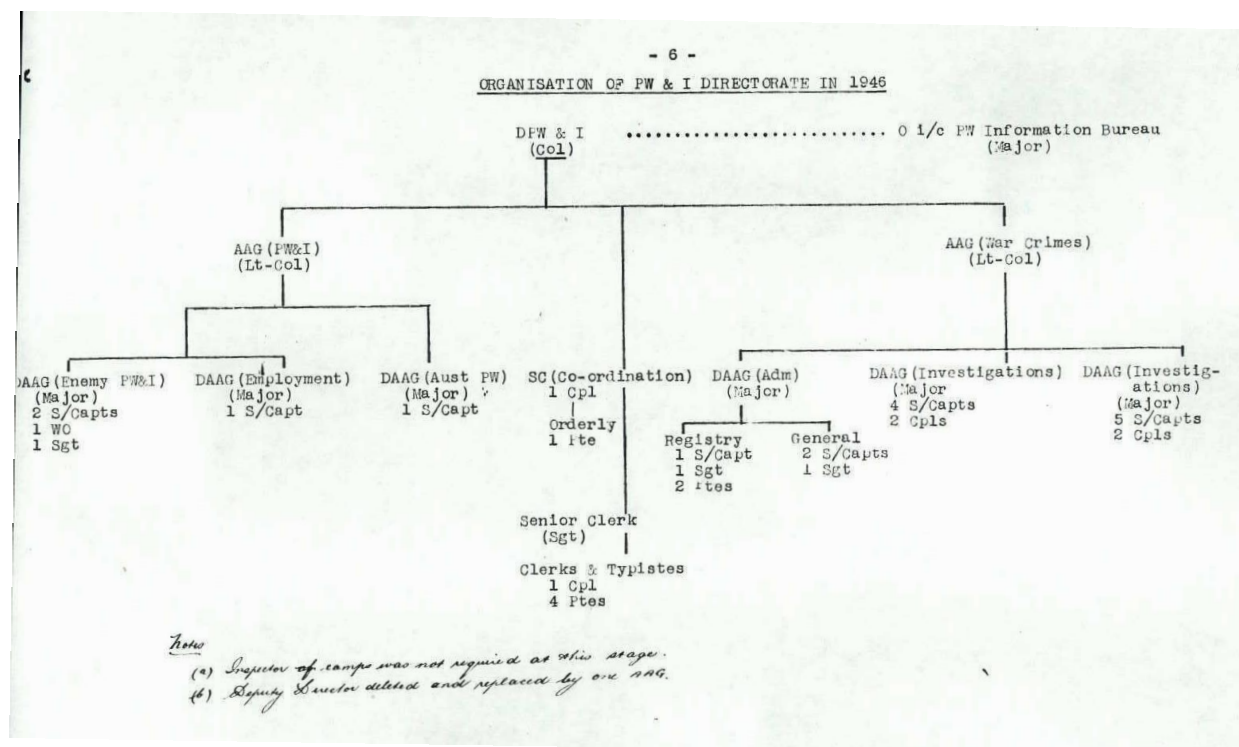 - 6 -
ORGANISATION OF PW & I DIRECTORATE IN 1946
DPW & I ........................... O i/c PW Information Bureau
(Col)
(Major)
AAG (PW&I)
(Lt-Col)
AAG (War Crimes)
(Lt-Col)
DAAG (Enemy PW&I)
(Major)
2 S/Capts
1 WO
1 Sgt
DAAG (Employment)
(Major)
1 S/Capt
DAAG (Aust PW)
(Major)
1 S/Capt
SC (Co-ordination)
1 Cpl
Orderly
1 Pte
DAAG (Adm)
(Major)
Registry
1 S/Capt
1 Sgt
2 Ptes
General
2 S/Capts
1 Sgt
DAAG (Investigations)
(Major
4 S/Capts
2 Cpls
DAAG (Investig-
ations)
(Major)
5 S/Capts
2 Cpls
Senior Clerk
(Sgt)
Clerks & Typistes
1 Cpl
4 Ptes
Notes
(a) Inspector of camps was not required at this stage.
(b) Deputy Director deleted and replaced by one AAG.